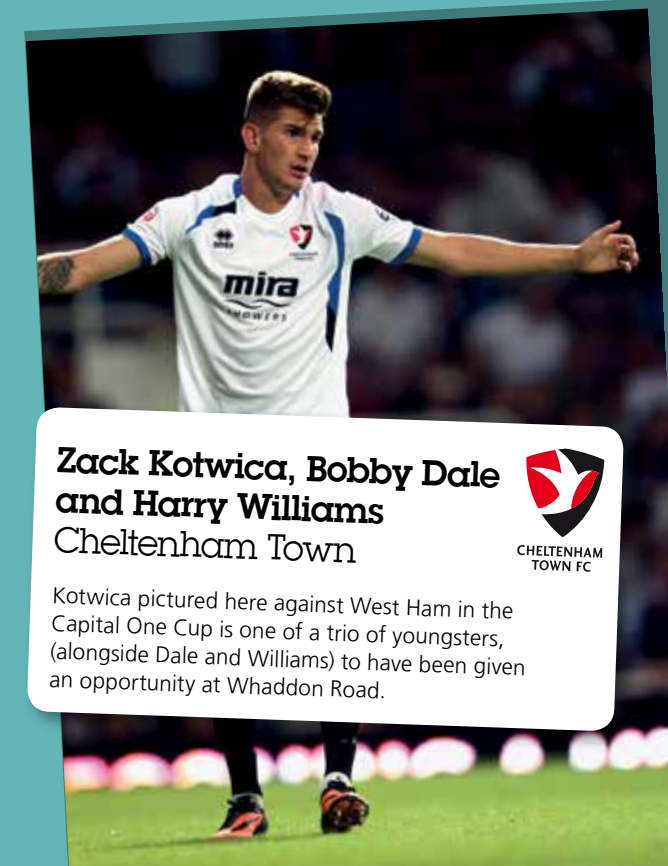 mira
SHOWERS
Zack Kotwica, Bobby Dale
and Harry Williams
Cheltenham Town
CHELTENHAM
TOWN FC
Kotwica pictured here against West Ham in the
Capital One Cup is one of a trio of youngsters,
(alongside Dale and Williams) to have been given
an opportunity at Whaddon Road.